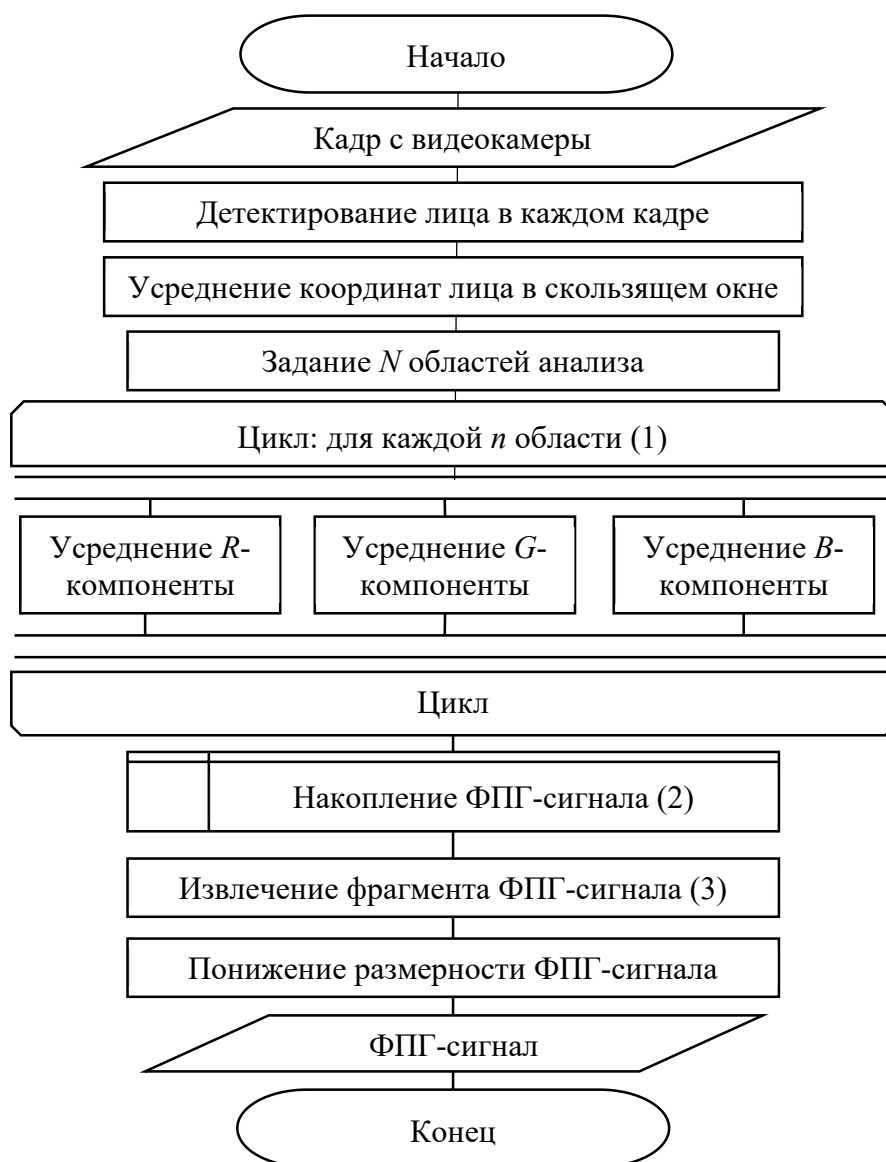 Начало
Кадр с видеокамеры
Детектирование лица в каждом кадре
Усреднение координат лица в скользящем окне
Задание N областей анализа
Цикл: для каждой n области (1)
Усреднение R-
компоненты
Усреднение G-
компоненты
Усреднение B-
компоненты
Цикл
Накопление ФПГ-сигнала (2)
Извлечение фрагмента ФПГ-сигнала (3)
Понижение размерности ФПГ-сигнала
ФПГ-сигнал
Конец